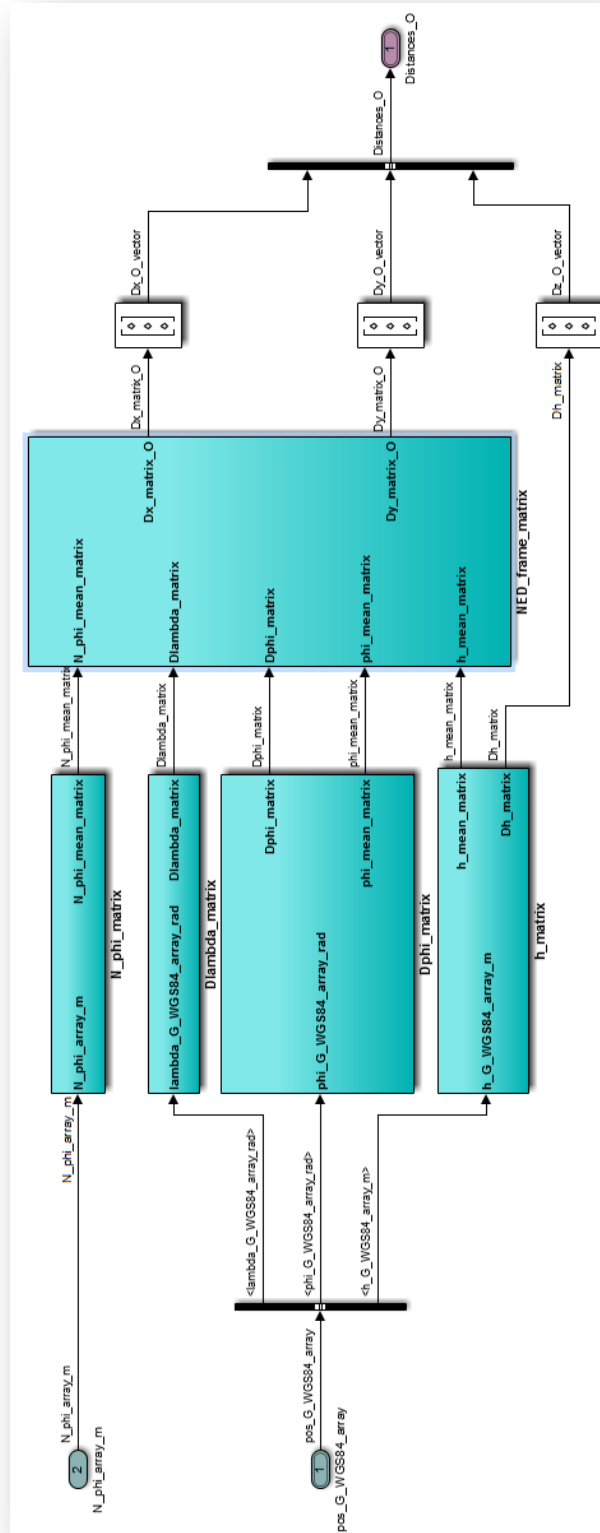 2
N_phi_array_m
N_phi_array_m
N_phi_array_m
N_phi_array_m
N_phi_mean_matrix
N_phi_matrix
N_phi_mean_matrix
N_phi_mean_matrix
1
pos_G_WGS84_array
pos_G_WGS84_array
<lambda_G_WGS84_array_rad>
<phi_G_WGS84_array_rad>
<h_G_WGS84_array_m>
lambda_G_WGS84_array_rad
Dlambda_matrix
Dlambda_matrix
Dlambda_matrix
Dlambda_matrix
phi_G_WGS84_array_rad
Dphi_matrix
phi_mean_matrix
Dphi_matrix
Dphi_matrix
phi_mean_matrix
Dphi_matrix
phi_mean_matrix
h_G_WGS84_array_m
h_mean_matrix
Dh_matrix
h_matrix
h_mean_matrix
Dh_matrix
h_mean_matrix
Dx_matrix_O
Dy_matrix_O
NED_frame_matrix
Dx_matrix_O
Dy_matrix_O
Dh_matrix
Dx_O_vector
Dy_O_vector
Dz_O_vector
Distances_O
1
Distances_O